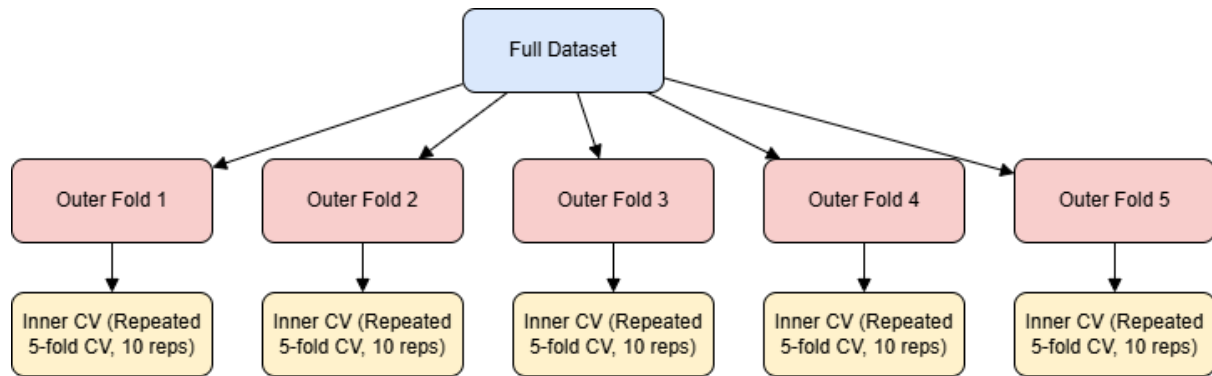 Full Dataset
Outer Fold 1
Outer Fold 2
Outer Fold 3
Outer Fold 4
Outer Fold 5
Inner CV (Repeated
5-fold CV, 10 reps)
Inner CV (Repeated
5-fold CV, 10 reps)
Inner CV (Repeated
5-fold CV, 10 reps)
Inner CV (Repeated
5-fold CV, 10 reps)
Inner CV (Repeated
5-fold CV, 10 reps)